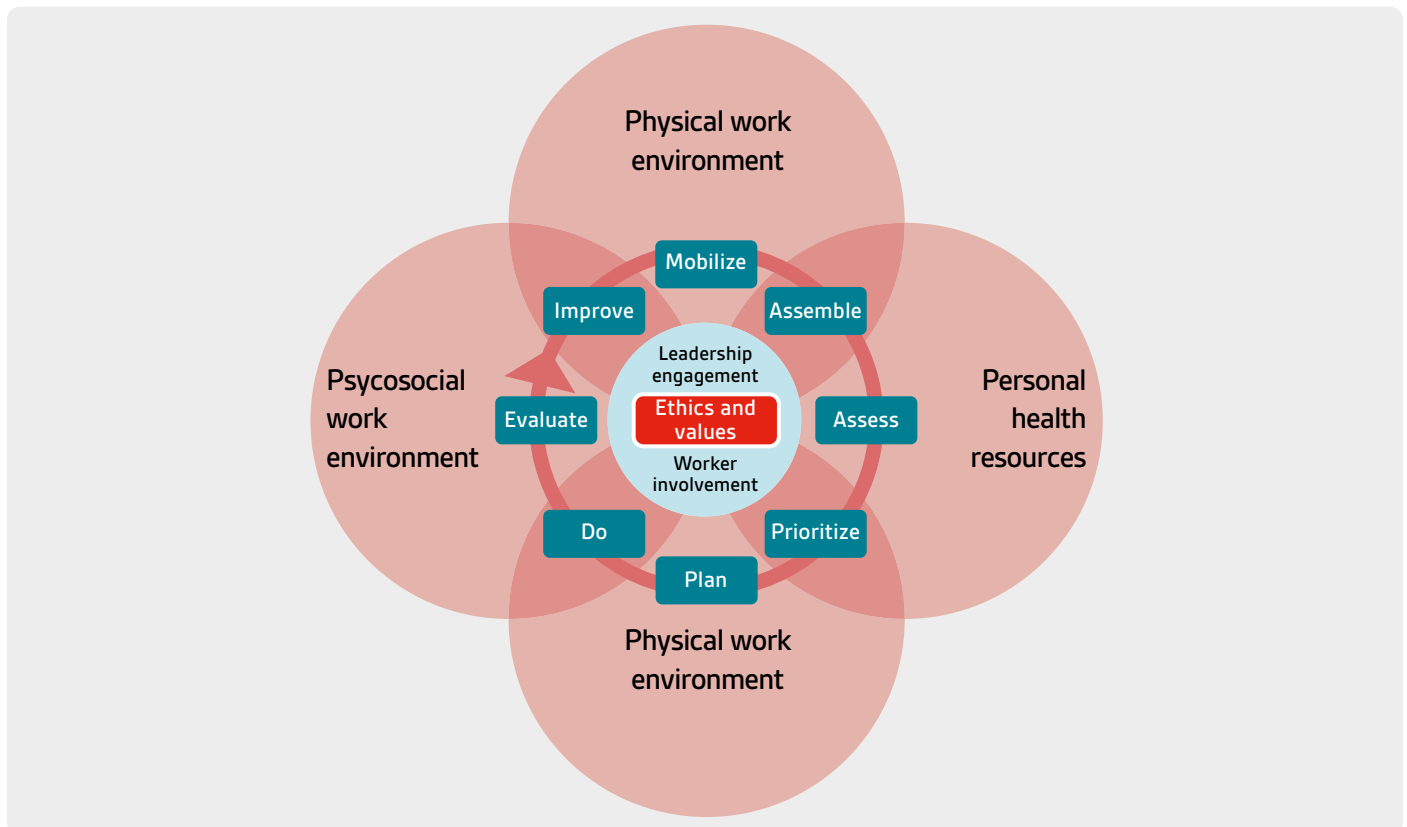 Physical work
environment
Mobilize
Improve
Assemble
Leadership
engagement
Psycosocial
work
environment
Personal
health
resources
Evaluate
Ethics and
values
Assess
Worker
involvement
Do
Prioritize
Plan
Physical work
environment